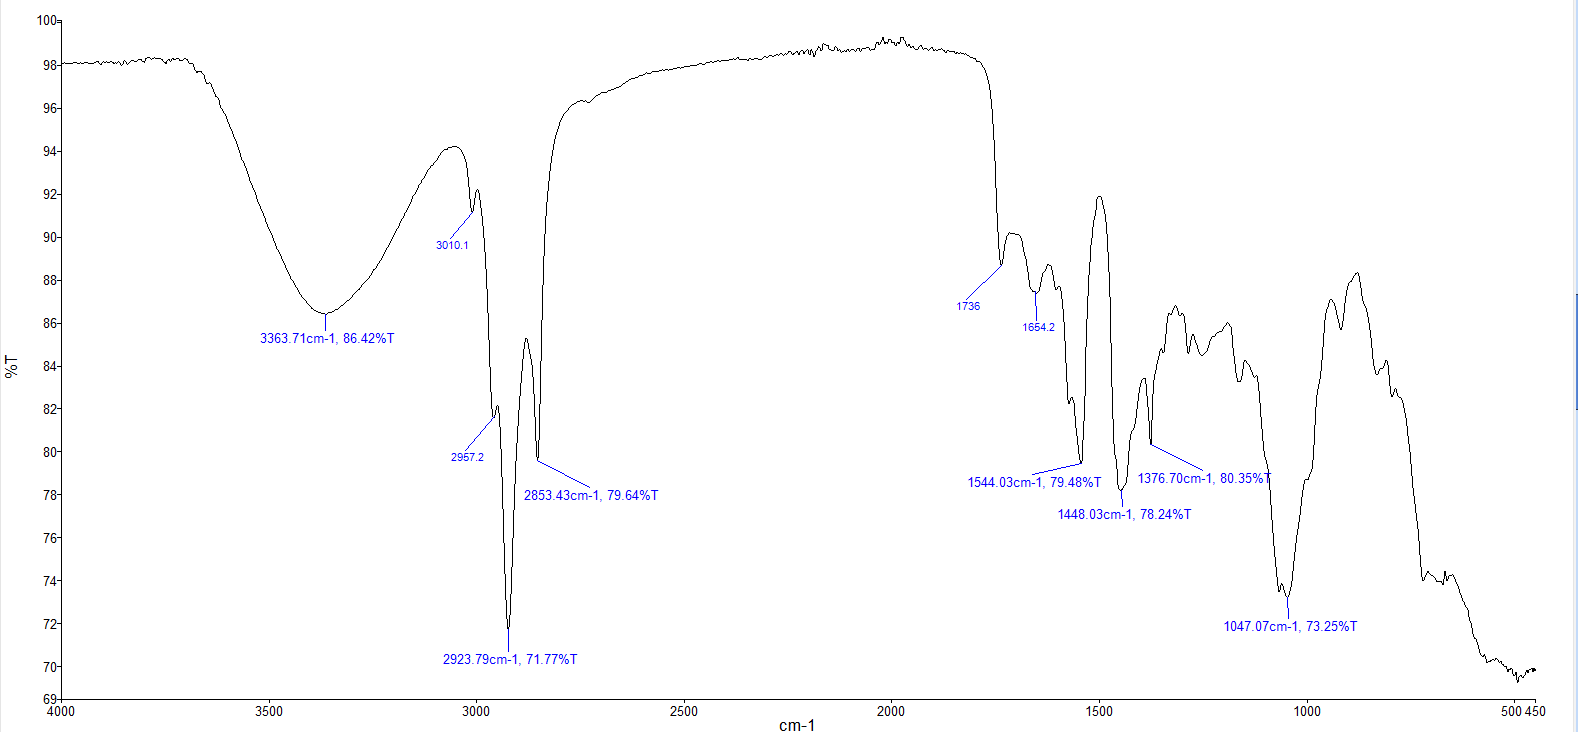 100
98
96
94
92
90
88
86
84
82
80
78
76
74
72
70
69
%T
3010.1
3363.71cm-1, 86.42%T
2957.2
2853.43cm-1, 79.64%T
2923.79cm-1, 71.77%T
1736
1654.2
1544.03cm-1, 79.48%T
1376.70cm-1, 80.35%T
1448.03cm-1, 78.24%T
1047.07cm-1, 73.25%T
4000 3500 3000 2500 2000 1500 1000 500 450
cm-1